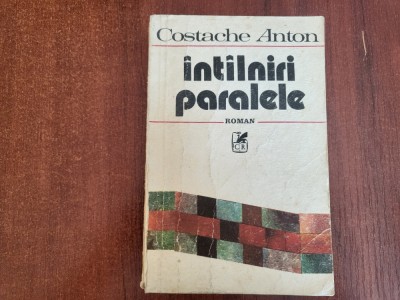 Costache Anton
întîlniri
paralele
ROMAN
CR